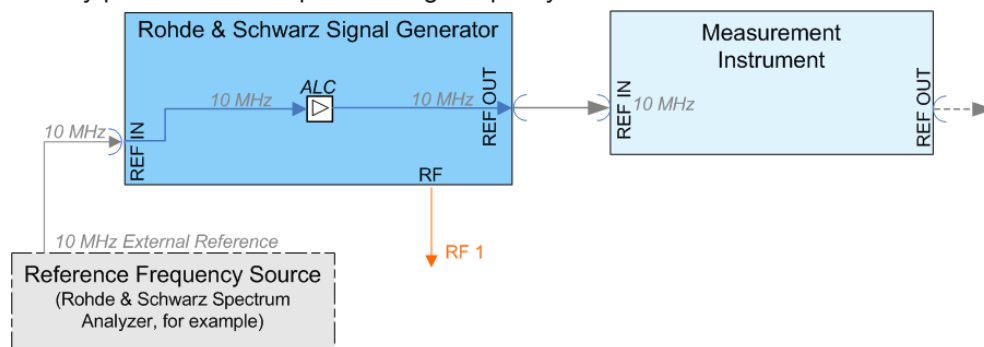 Rohde & Schwarz Signal Generator
Measurement
Instrument
ALC
10 MHz
10 MHz
REF OUT
REF IN
10 MHz
REF OUT
10 MHz
REF IN
RF
10 MHz External Reference
RF 1
Reference Frequency Source
(Rohde & Schwarz Spectrum
Analyzer, for example)